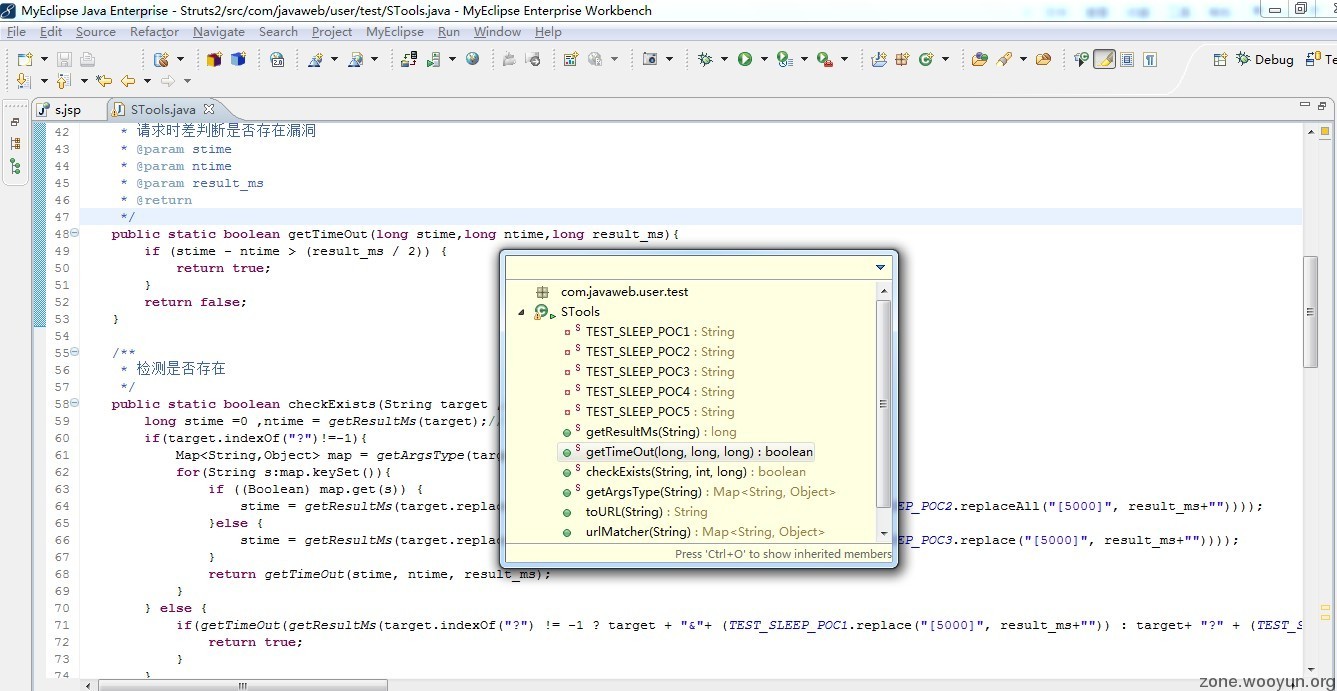 MyEclipse Java Enterprise - Struts2/src/com/javaweb/user/test/STools.java - MyEclipse Enterprise Workbench
File Edit Source Refactor Navigate Search Project MyEclipse Run Window Help
Debug
s.jsp STools.java
42 * 请求时差判断是否存在漏洞
43 * @param stime
44 * @param ntime
45 * @param result_ms
46 * @return
47 */
48 public static boolean getTimeOut(long stime,long ntime,long result_ms){
49 if (stime - ntime > (result_ms / 2)) {
50 return true;
51 }
52 return false;
53 }
54
55 /**
56 * 检测是否存在
57 */
58 public static boolean checkExists(String target
59 long stime =0 ,ntime = getResultMs(target);/
60 if(target.indexOf("?")!=-1){
61 Map<String,Object> map = getArgsType(tar
62 for(String s:map.keySet()){
63 if ((Boolean) map.get(s)) {
64 stime = getResultMs(target.replac EP_POC2.replaceAll("[5000]", result_ms+""))));
65 }else {
66 stime = getResultMs(target.replac EP_POC3.replace("[5000]", result_ms+""))));
67 }
68 return getTimeOut(stime, ntime, result_ms);
69 }
70 } else {
71 if(getTimeOut(getResultMs(target.indexOf("?") != -1 ? target + "&"+ (TEST_SLEEP_POC1.replace("[5000]", result_ms+"")) : target+ "?" + (TEST_S
72 return true;
73 }
74 }
com.javaweb.user.test
STools
TEST_SLEEP_POC1 : String
TEST_SLEEP_POC2 : String
TEST_SLEEP_POC3 : String
TEST_SLEEP_POC4 : String
TEST_SLEEP_POC5 : String
getResultMs(String) : long
getTimeOut(long, long, long) : boolean
checkExists(String, int, long) : boolean
getArgsType(String) : Map<String, Object>
toURL(String) : String
urlMatcher(String) : Map<String, Object>
Press 'Ctrl+O' to show inherited members
zone.wooyun.org